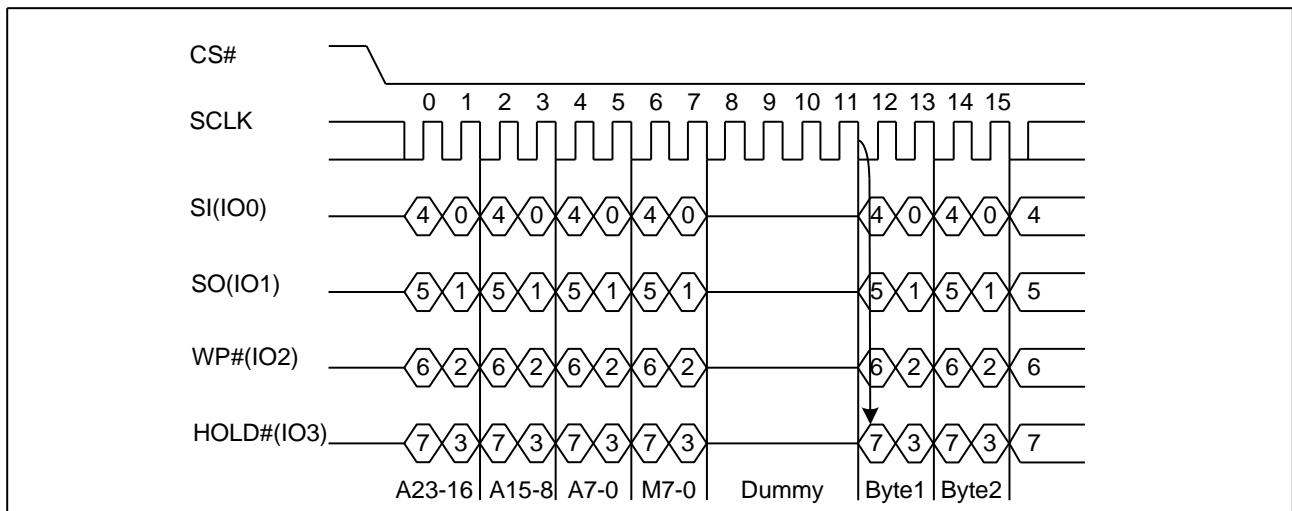 CS#
0 1 2 3 4 5 6 7 8 9 10 11 12 13 14 15
SCLK
SI(IO0) 4 0 4 0 4 0 4 0 4 0 4 0 4
SO(IO1) 5 1 5 1 5 1 5 1 5 1 5 1 5
WP#(IO2) 6 2 6 2 6 2 6 2 6 2 6 2 6
HOLD#(IO3) 7 3 7 3 7 3 7 3 7 3 7 3 7
A23-16 A15-8 A7-0 M7-0 Dummy Byte1 Byte2